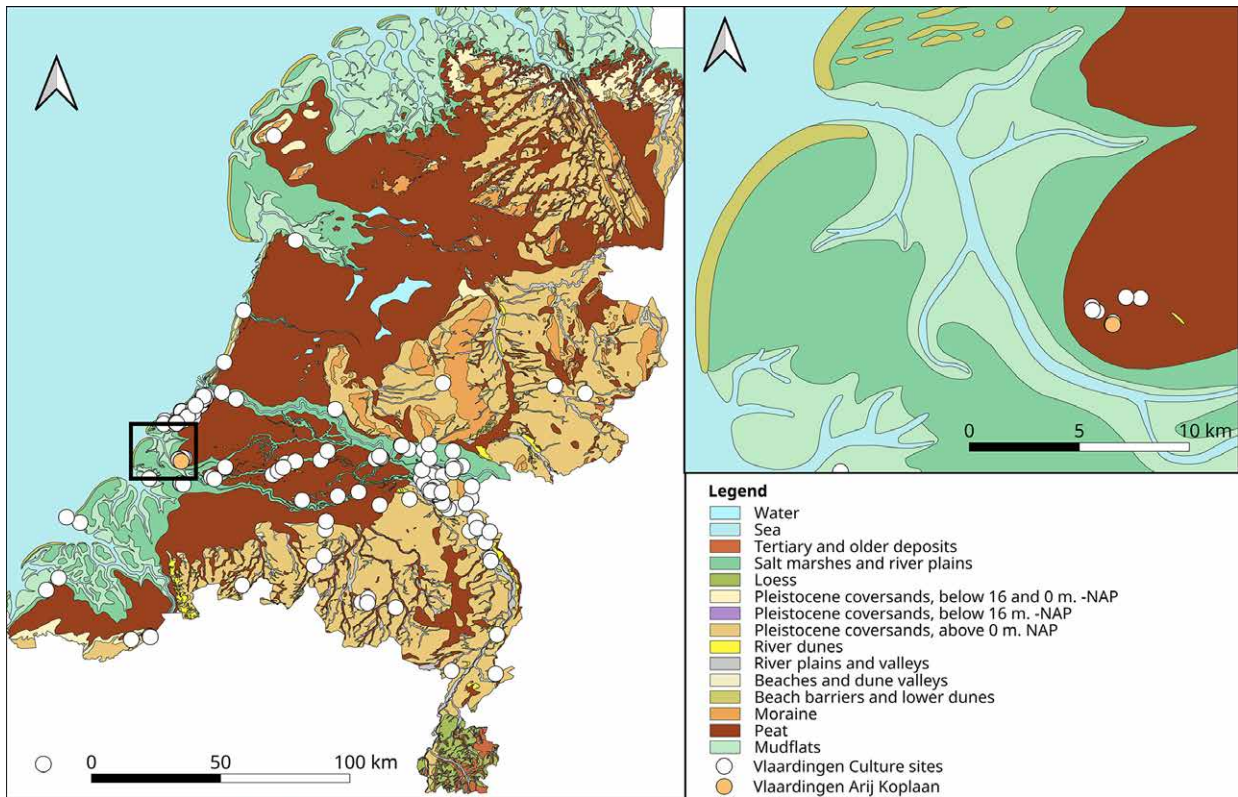 0 50 100 km
0 5 10 km
Legend
Water
Sea
Tertiary and older deposits
Salt marshes and river plains
Loess
Pleistocene coversands, below 16 and 0 m. -NAP
Pleistocene coversands, below 16 m. -NAP
Pleistocene coversands, above 0 m. NAP
River dunes
River plains and valleys
Beaches and dune valleys
Beach barriers and lower dunes
Moraine
Peat
Mudflats
Vlaardingen Culture sites
Vlaardingen Arij Koplaan